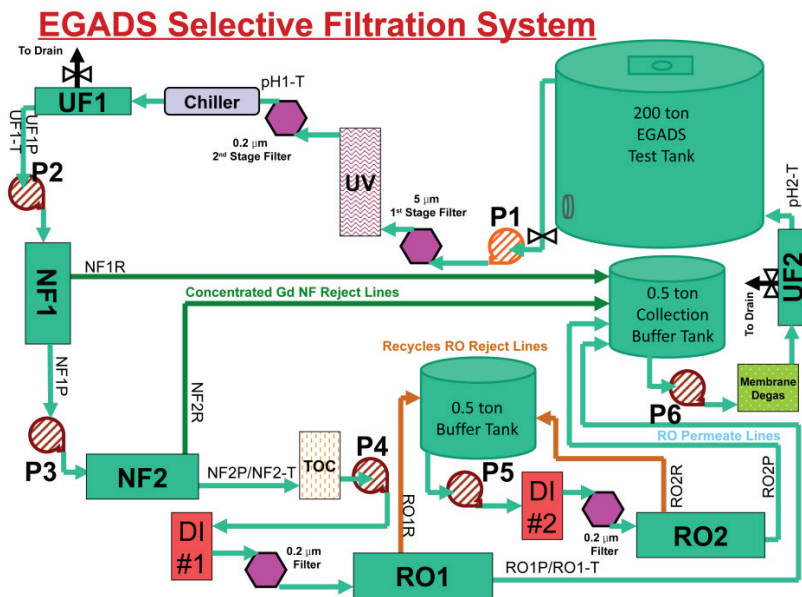 EGADS Selective Filtration System
To Drain
UF1
UF1P
UF1-T
Chiller
pH1-T
0.2 μm
2nd Stage Filter
UV
5 μm
1st Stage Filter
P1
200 ton
EGADS
Test Tank
pH2-T
UF2
To Drain
P2
NF1
NF1R
Concentrated Gd NF Reject Lines
0.5 ton
Collection
Buffer Tank
P6
Membrane
Degas
NF1P
NF2R
Recycles RO Reject Lines
0.5 ton
Buffer Tank
RO Permeate Lines
P3
NF2
NF2P/NF2-T
TOC
P4
RO1R
P5
DI
#2
0.2 μm
Filter
RO2R
RO2P
RO2
DI
#1
0.2 μm
Filter
RO1
RO1P/RO1-T